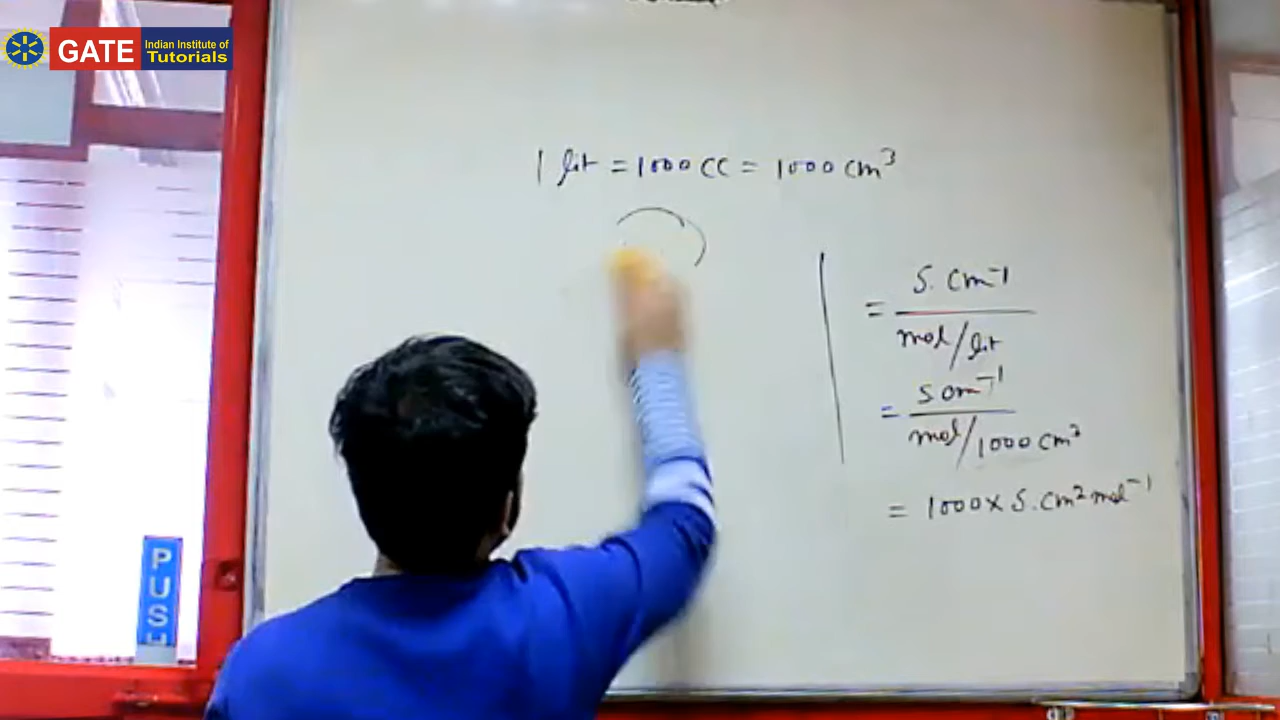 GATE
Indian Institute of
Tutorials
1 lit = 1000 CC = 1000 cm³
= S. cm⁻¹
mol/lit
= S cm⁻¹
mol/1000 cm³
= 1000 x S. cm² mol⁻¹
PUSH